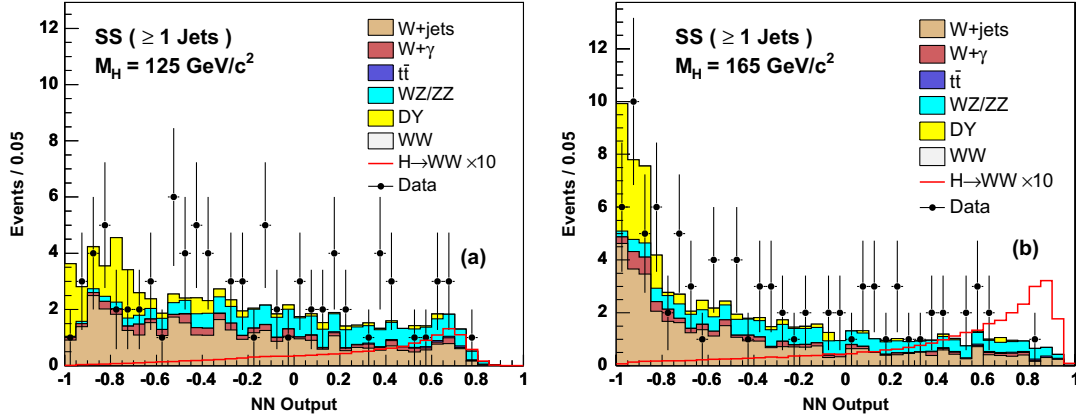 SS ( ≥ 1 Jets )
M_H = 125 GeV/c²
W+jets
W+γ
tt̄
WZ/ZZ
DY
WW
H→WW ×10
Data
(a)
Events / 0.05
12
10
8
6
4
2
0
-1 -0.8 -0.6 -0.4 -0.2 0 0.2 0.4 0.6 0.8 1
NN Output
SS ( ≥ 1 Jets )
M_H = 165 GeV/c²
W+jets
W+γ
tt̄
WZ/ZZ
DY
WW
H→WW ×10
Data
(b)
Events / 0.05
12
10
8
6
4
2
0
-1 -0.8 -0.6 -0.4 -0.2 0 0.2 0.4 0.6 0.8 1
NN Output